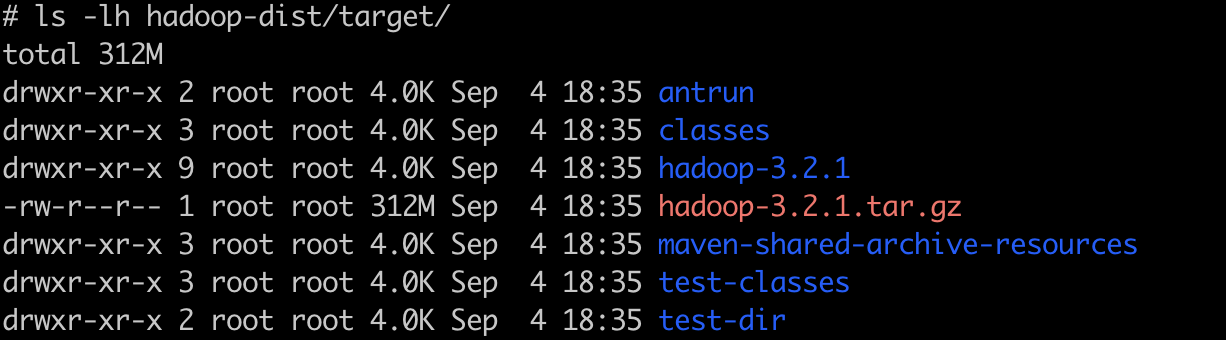 # ls -lh hadoop-dist/target/
total 312M
drwxr-xr-x 2 root root 4.0K Sep  4 18:35 antrun
drwxr-xr-x 3 root root 4.0K Sep  4 18:35 classes
drwxr-xr-x 9 root root 4.0K Sep  4 18:35 hadoop-3.2.1
-rw-r--r-- 1 root root 312M Sep  4 18:35 hadoop-3.2.1.tar.gz
drwxr-xr-x 3 root root 4.0K Sep  4 18:35 maven-shared-archive-resources
drwxr-xr-x 3 root root 4.0K Sep  4 18:35 test-classes
drwxr-xr-x 2 root root 4.0K Sep  4 18:35 test-dir